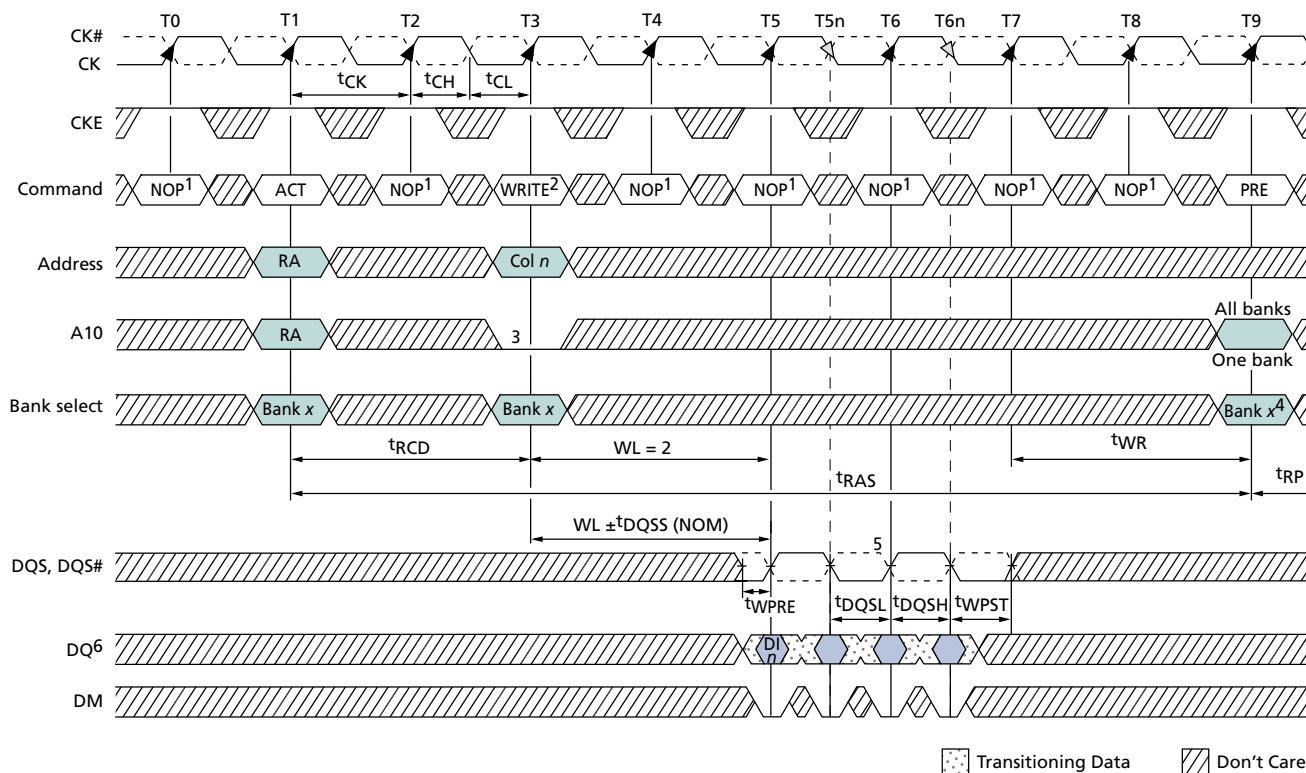 T0 T1 T2 T3 T4 T5 T5n T6 T6n T7 T8 T9
CK#
CK
tCK tCH tCL
CKE
Command NOP1 ACT NOP1 WRITE2 NOP1 NOP1 NOP1 NOP1 NOP1 PRE
Address RA Col n
All banks
A10 RA 3
One bank
Bank select Bank x Bank x Bank x4
tRCD WL = 2 tWR
tRAS tRP
WL ±tDQSS (NOM)
5
DQS, DQS#
tWPRE tDQSL tDQSH tWPST
DQ6 DI
n
DM
Transitioning Data Don't Care